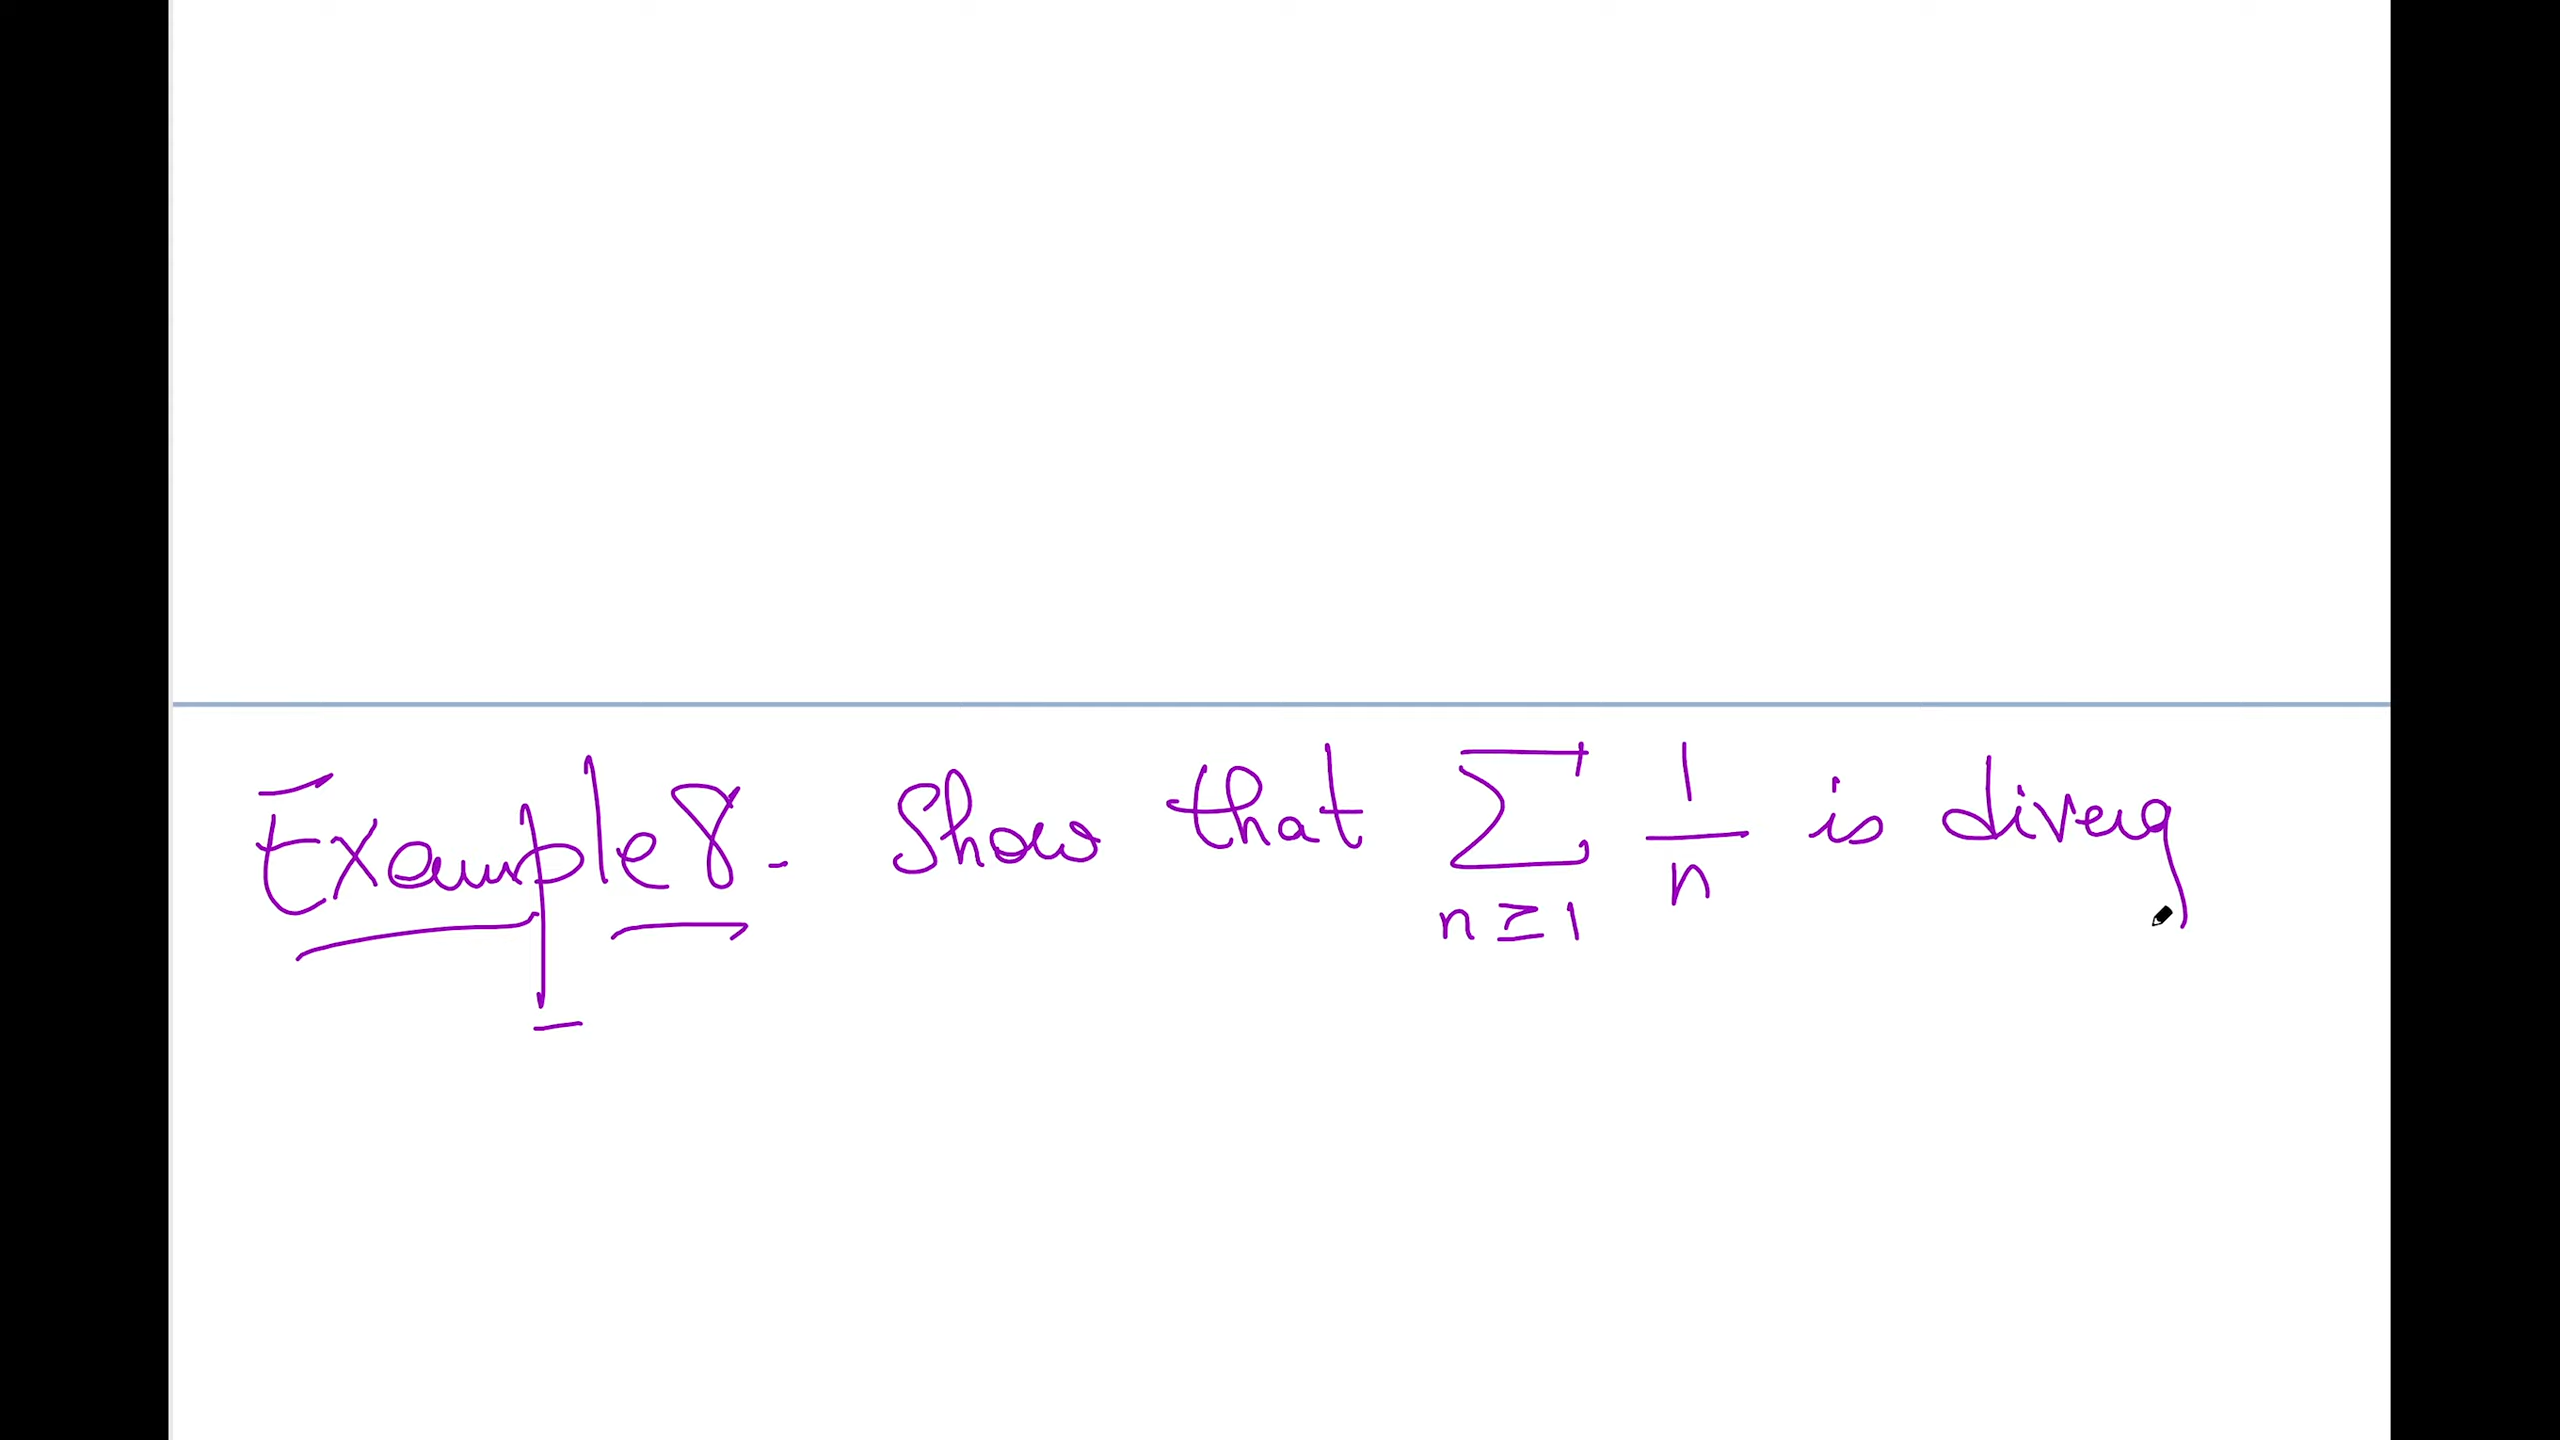 Example 8. Show that ∑_{n≥1} 1/n is diverg